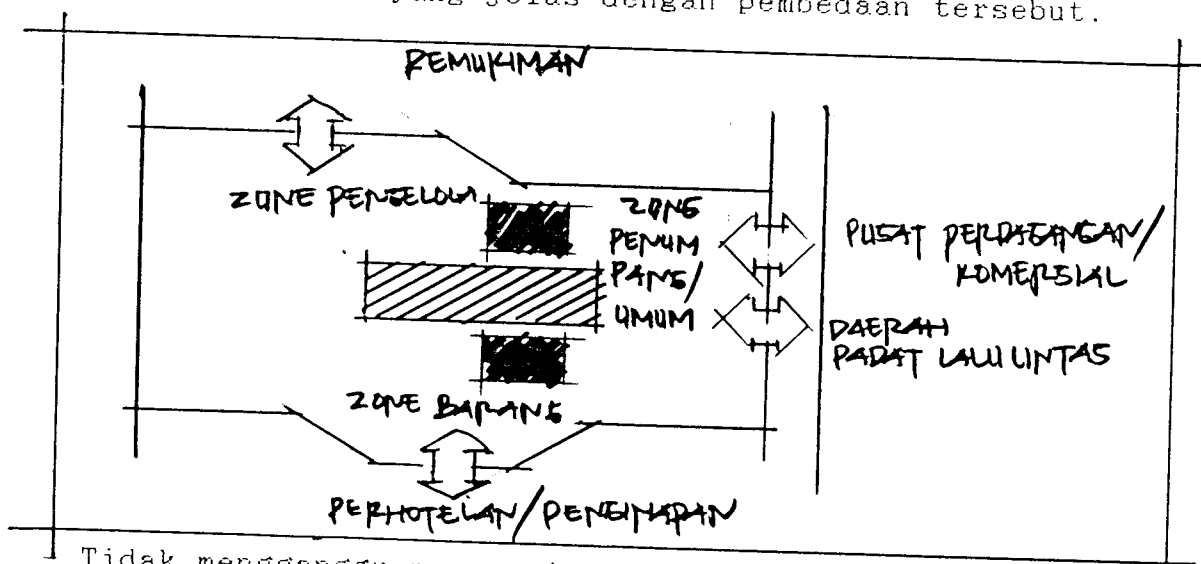 yang jelas dengan pembedaan tersebut.
PEMUKIMAN
ZONE PENGELOLA
ZONE
PENUM
PANG/
UMUM
PUSAT PERDAGANGAN/
KOMERSIAL
DAERAH
PADAT LALU LINTAS
ZONE BARANG
PERHOTELAN/PENGINAPAN
Tidak mengganggu